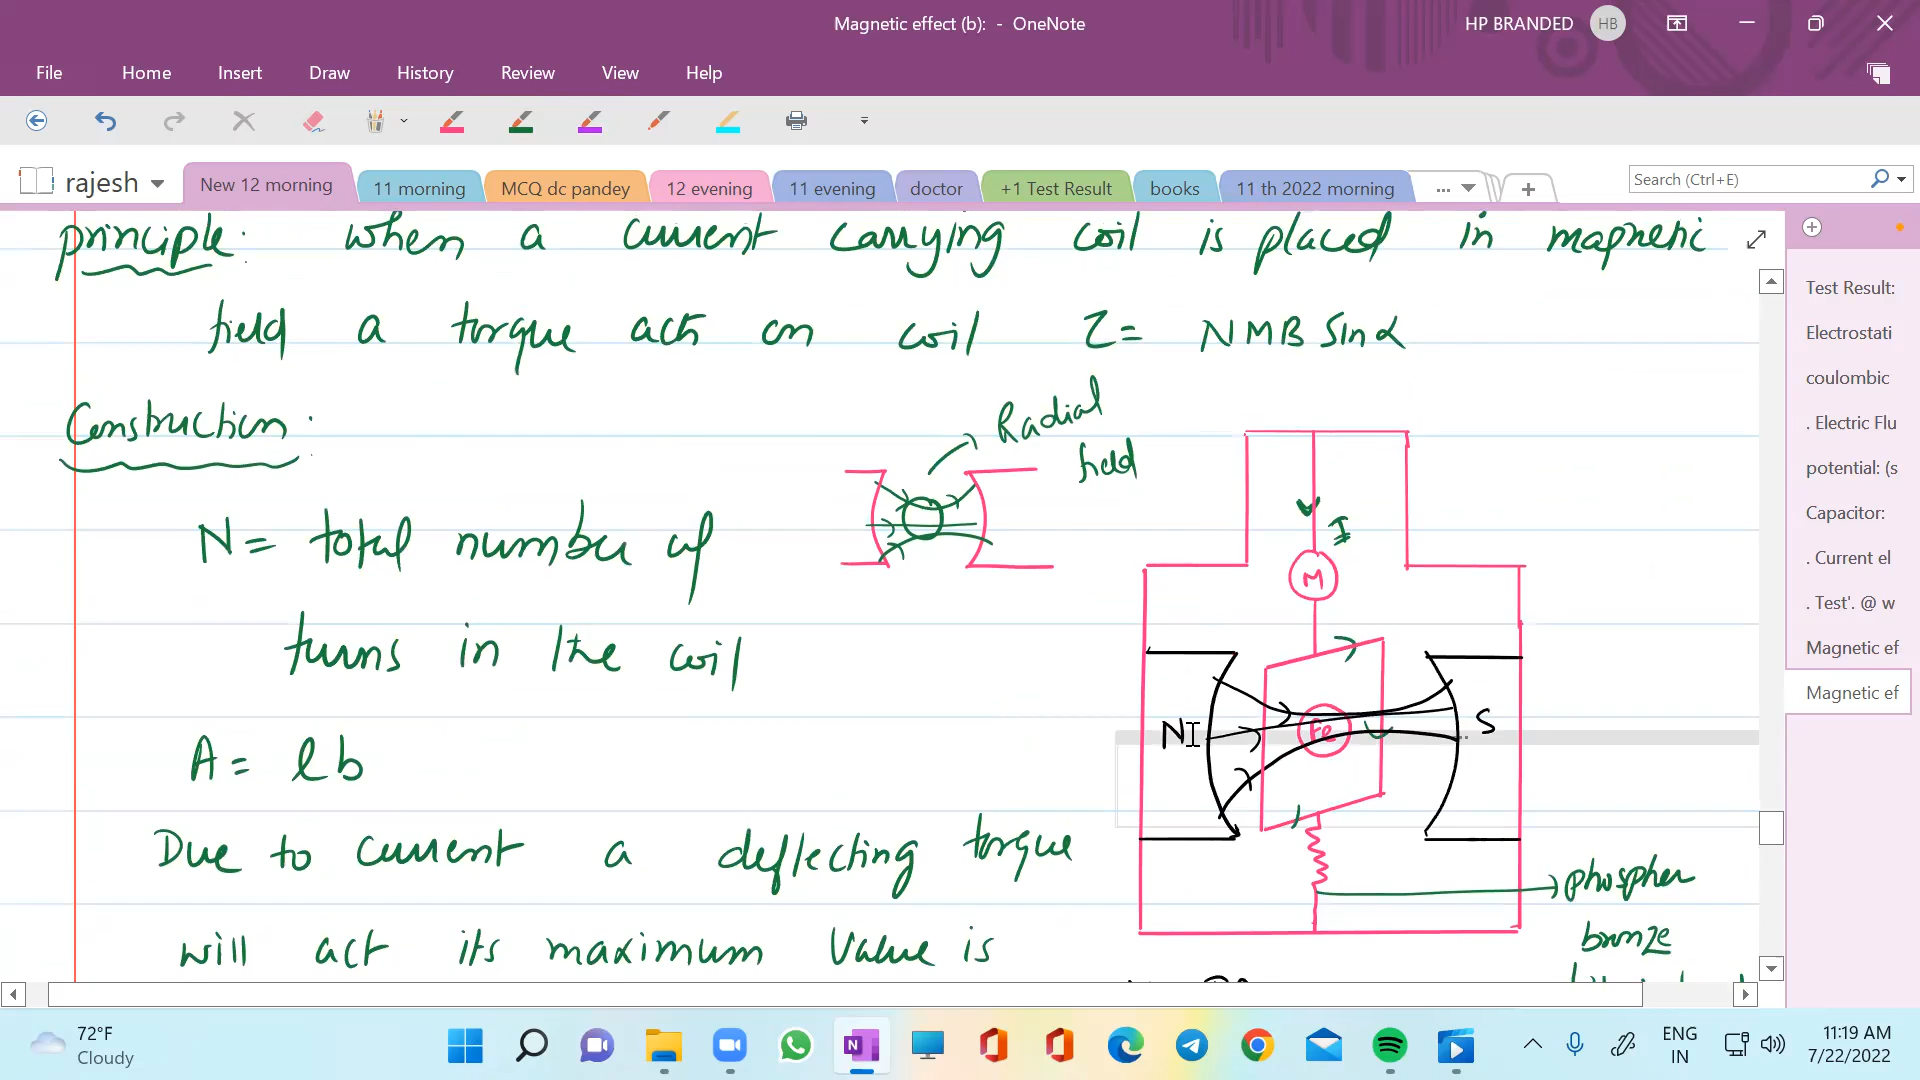 Magnetic effect (b): - OneNote
HP BRANDED HB
File Home Insert Draw History Review View Help
rajesh New 12 morning 11 morning MCQ dc pandey 12 evening 11 evening doctor +1 Test Result books 11 th 2022 morning ... +
Search (Ctrl+E)
principle: when a current carrying coil is placed in magnetic
field a torque acts on coil τ = NMB Sinα
Construction:
Radial
field
N = total number of
turns in the coil
A = lb
Due to current a deflecting torque
will act its maximum Value is
I
M
N
Fe
S
phospher
bronze
Test Result:
Electrostati
coulombic
. Electric Flu
potential: (s
Capacitor:
. Current el
. Test'. @ w
Magnetic ef
Magnetic ef
72°F
Cloudy
ENG
IN
11:19 AM
7/22/2022